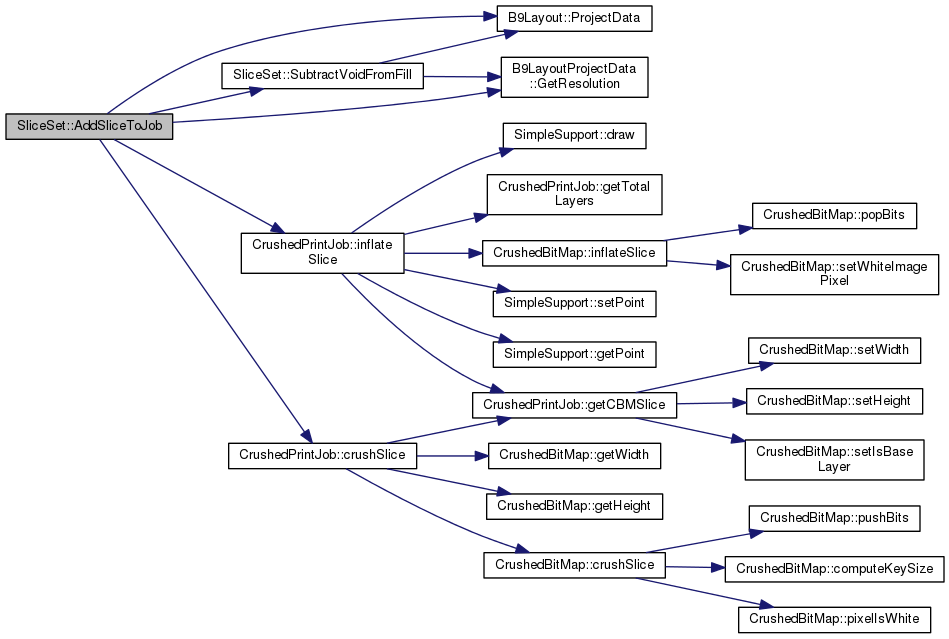 B9Layout::ProjectData
SliceSet::SubtractVoidFromFill
B9LayoutProjectData
::GetResolution
SliceSet::AddSliceToJob
SimpleSupport::draw
CrushedPrintJob::getTotal
Layers
CrushedBitMap::popBits
CrushedPrintJob::inflate
Slice
CrushedBitMap::inflateSlice
CrushedBitMap::setWhiteImage
Pixel
SimpleSupport::setPoint
SimpleSupport::getPoint
CrushedBitMap::setWidth
CrushedPrintJob::getCBMSlice
CrushedBitMap::setHeight
CrushedPrintJob::crushSlice
CrushedBitMap::getWidth
CrushedBitMap::setIsBase
Layer
CrushedBitMap::getHeight
CrushedBitMap::pushBits
CrushedBitMap::crushSlice
CrushedBitMap::computeKeySize
CrushedBitMap::pixelIsWhite